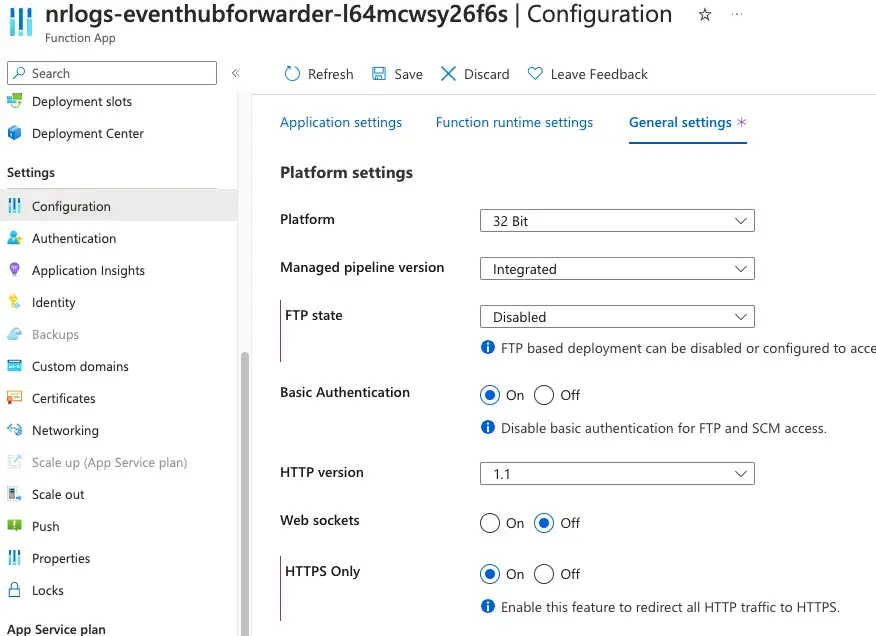 nrlogs-eventhubforwarder-l64mcwsy26f6s | Configuration
Function App
Search
Refresh Save Discard Leave Feedback
Deployment slots
Deployment Center
Settings
Configuration
Authentication
Application Insights
Identity
Backups
Custom domains
Certificates
Networking
Scale up (App Service plan)
Scale out
Push
Properties
Locks
App Service plan
Application settings Function runtime settings General settings *
Platform settings
Platform 32 Bit
Managed pipeline version Integrated
FTP state Disabled
FTP based deployment can be disabled or configured to acce
Basic Authentication On Off
Disable basic authentication for FTP and SCM access.
HTTP version 1.1
Web sockets On Off
HTTPS Only On Off
Enable this feature to redirect all HTTP traffic to HTTPS.